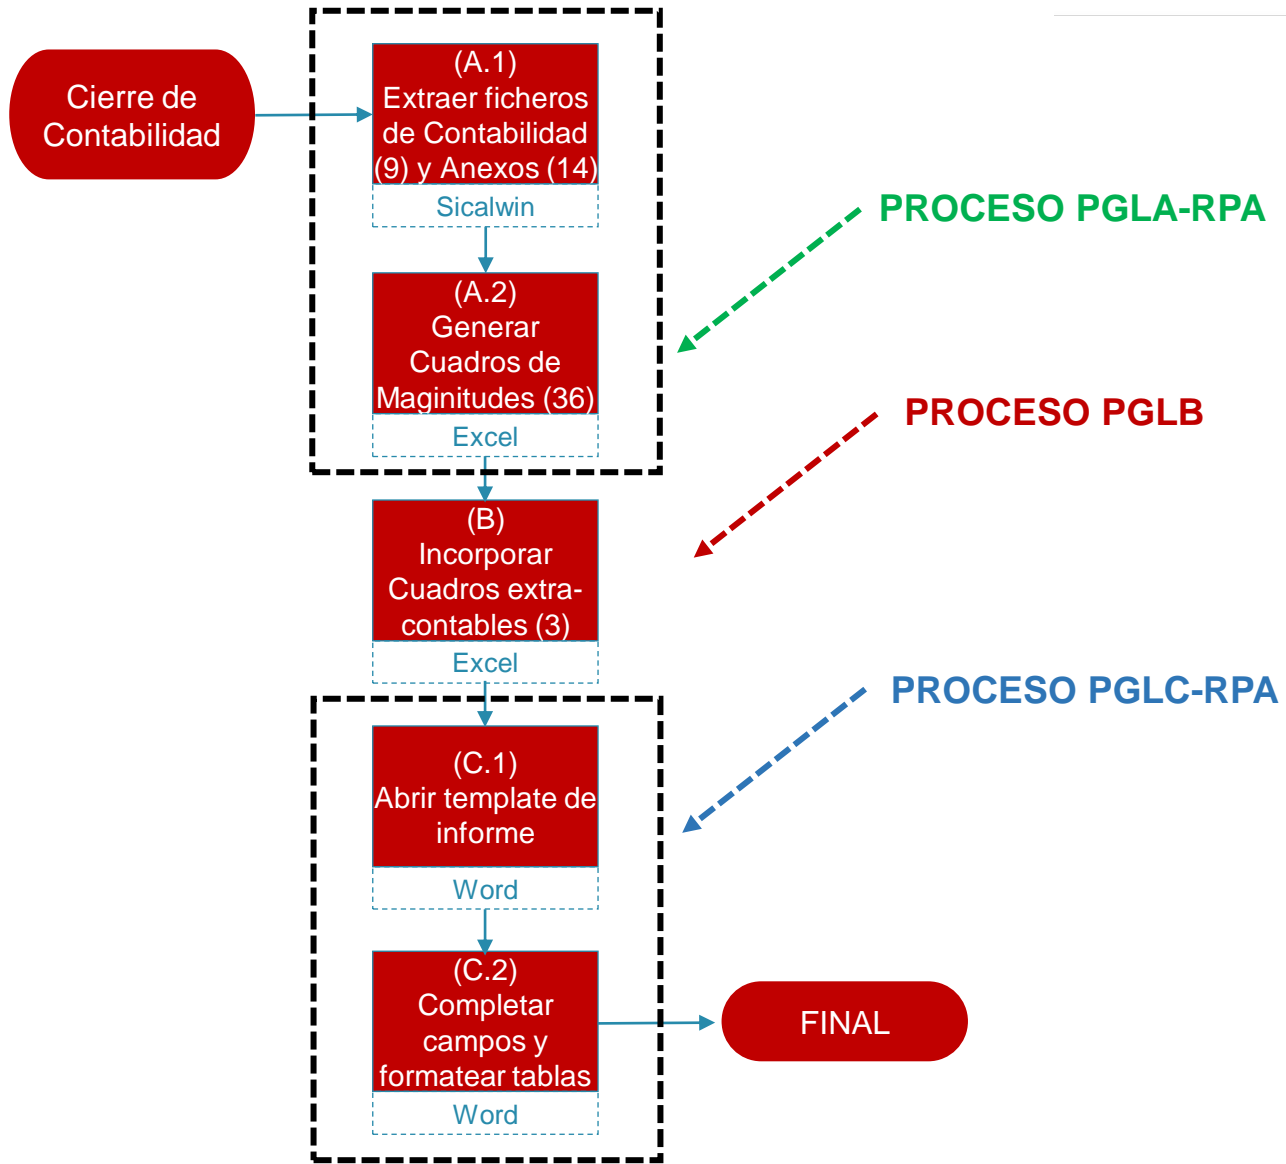 Cierre de
Contabilidad
(A.1)
Extraer ficheros
de Contabilidad
(9) y Anexos (14)
Sicalwin
(A.2)
Generar
Cuadros de
Maginitudes (36)
Excel
(B)
Incorporar
Cuadros extra-
contables (3)
Excel
(C.1)
Abrir template de
informe
Word
(C.2)
Completar
campos y
formatear tablas
Word
FINAL
PROCESO PGLA-RPA
PROCESO PGLB
PROCESO PGLC-RPA